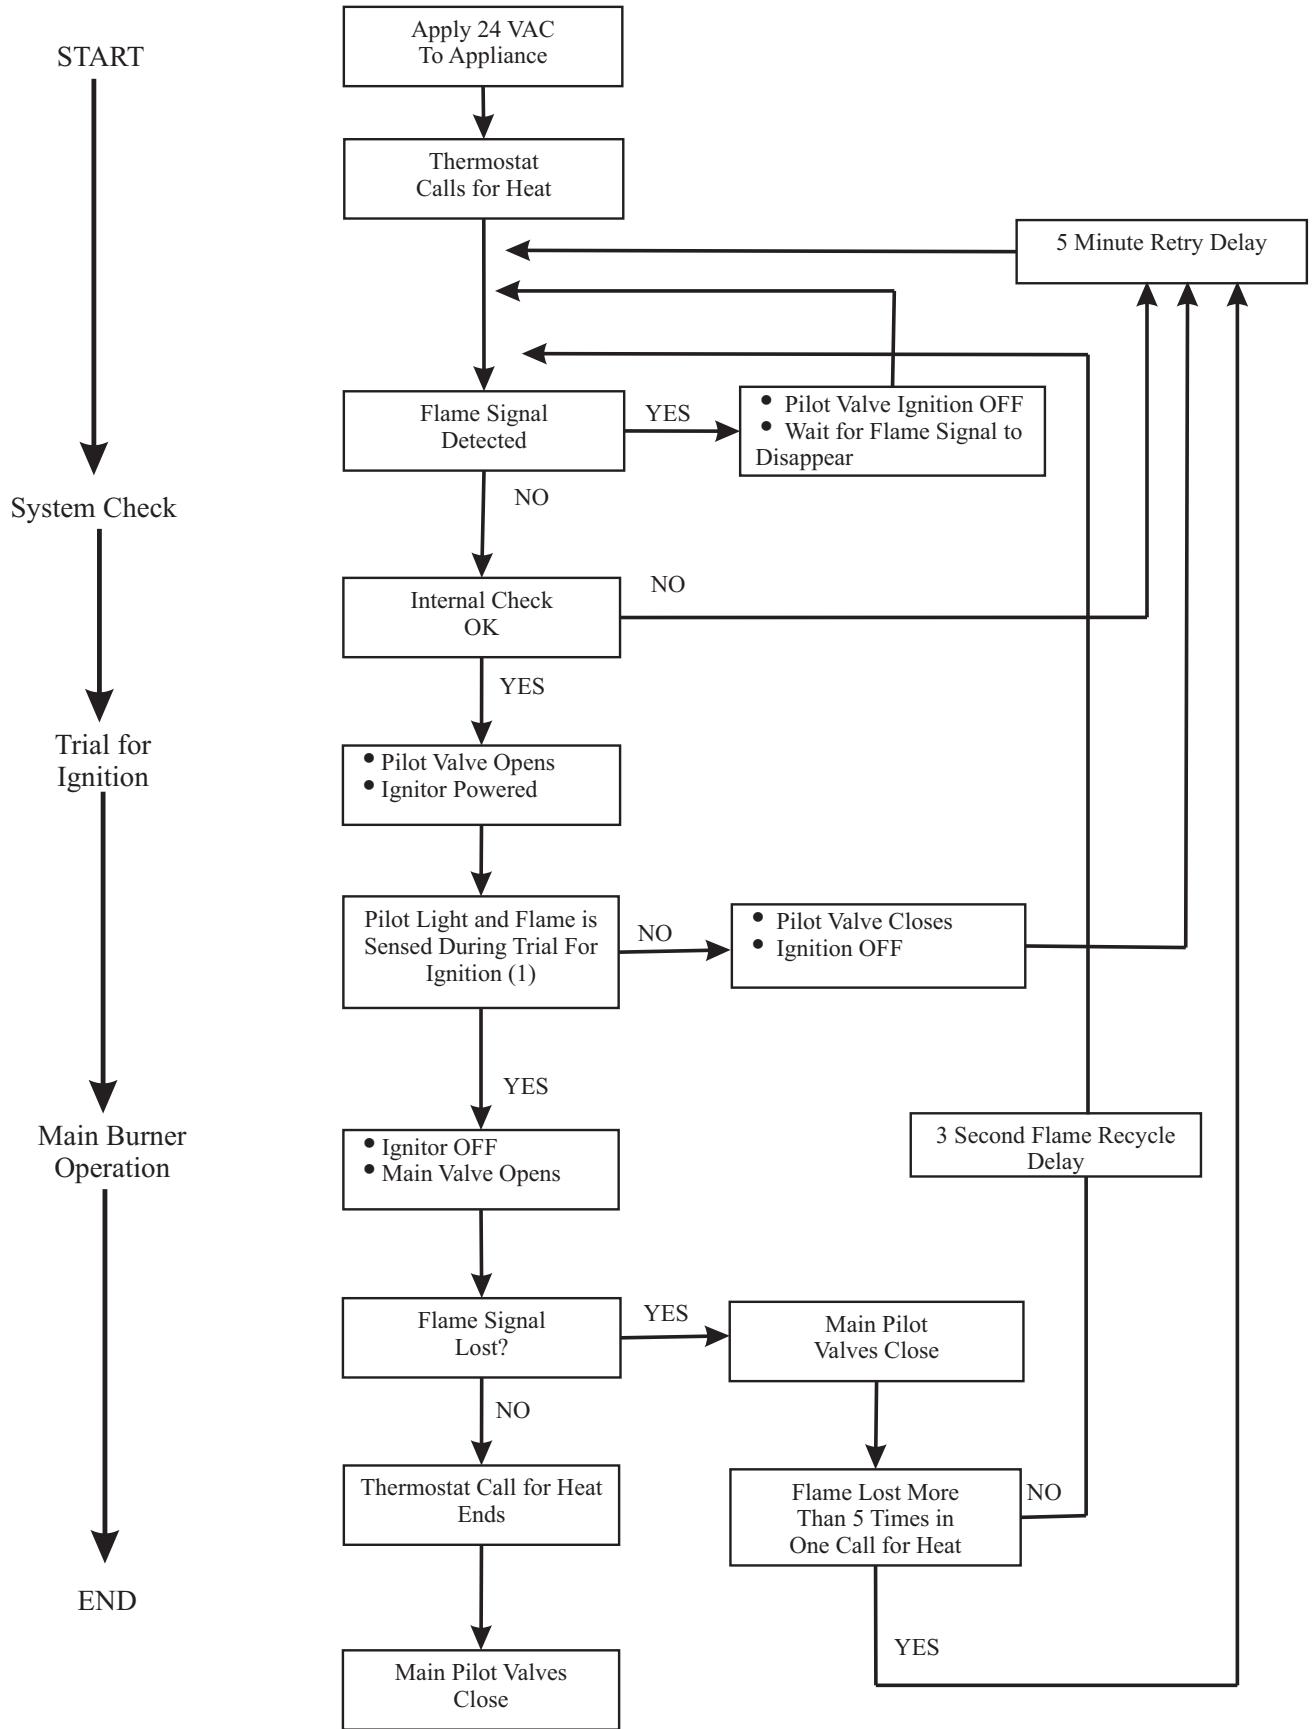 START
System Check
Trial for
Ignition
Main Burner
Operation
END
Apply 24 VAC
To Appliance
Thermostat
Calls for Heat
5 Minute Retry Delay
Flame Signal
Detected
YES
• Pilot Valve Ignition OFF
• Wait for Flame Signal to
Disappear
NO
Internal Check
OK
NO
YES
• Pilot Valve Opens
• Ignitor Powered
Pilot Light and Flame is
Sensed During Trial For
Ignition (1)
NO
• Pilot Valve Closes
• Ignition OFF
YES
• Ignitor OFF
• Main Valve Opens
3 Second Flame Recycle
Delay
Flame Signal
Lost?
YES
Main Pilot
Valves Close
NO
Thermostat Call for Heat
Ends
Flame Lost More
Than 5 Times in
One Call for Heat
NO
YES
Main Pilot Valves
Close